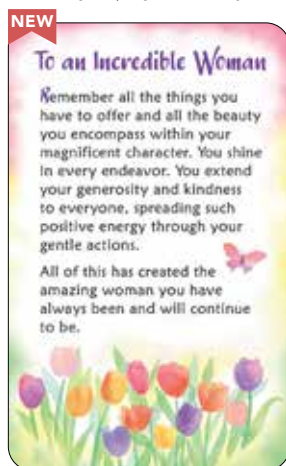 NEW
To an Incredible Woman
Remember all the things you
have to offer and all the beauty
you encompass within your
magnificent character. You shine
in every endeavor. You extend
your generosity and kindness
to everyone, spreading such
positive energy through your
gentle actions.
All of this has created the
amazing woman you have
always been and will continue
to be.